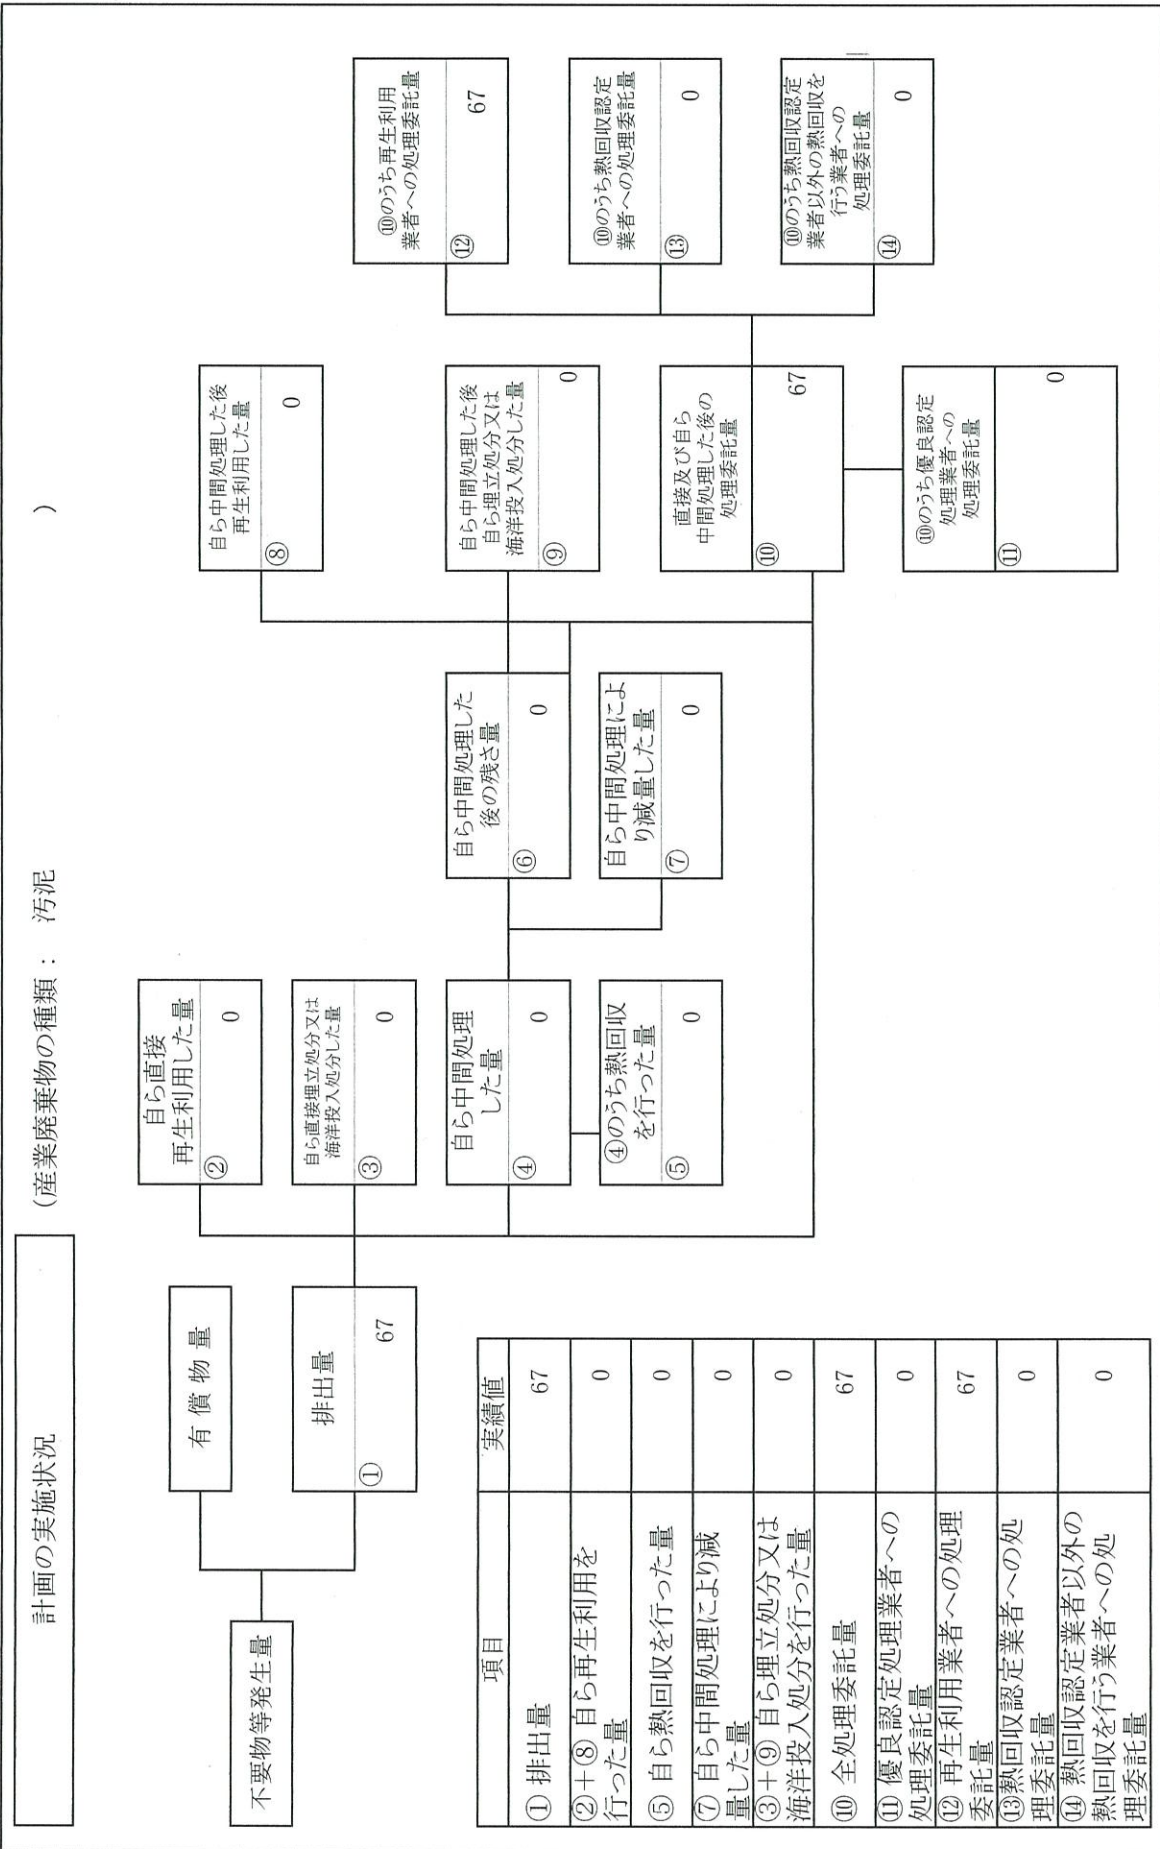 計画の実施状況
(産業廃棄物の種類： 汚泥 )
不要物等発生量
有償物量
排出量
① 67
自ら直接
再生利用した量
② 0
自ら直接埋立処分又は
海洋投入処分した量
③ 0
自ら中間処理
した量
④ 0
④のうち熱回収
を行った量
⑤ 0
自ら中間処理した
後の残さ量
⑥ 0
自ら中間処理によ
り減量した量
⑦ 0
自ら中間処理した後
再生利用した量
⑧ 0
自ら中間処理した後
自ら埋立処分又は
海洋投入処分した量
⑨ 0
直接及び自ら
中間処理した後の
処理委託量
⑩ 67
⑩のうち優良認定
処理業者への
処理委託量
⑪ 0
⑩のうち再生利用
業者への処理委託量
⑫ 67
⑩のうち熱回収認定
業者への処理委託量
⑬ 0
⑩のうち熱回収認定
業者以外の熱回収を
行う業者への
処理委託量
⑭ 0
項目 実績値
① 排出量 67
②+⑧ 自ら再生利用を
行った量 0
⑤ 自ら熱回収を行った量 0
⑦ 自ら中間処理により減
量した量 0
③+⑨ 自ら埋立処分又は
海洋投入処分を行った量 0
⑩ 全処理委託量 67
⑪ 優良認定処理業者への
処理委託量 0
⑫ 再生利用業者への処理
委託量 67
⑬熱回収認定業者への処
理委託量 0
⑭ 熱回収認定業者以外の
熱回収を行う業者への処
理委託量 0